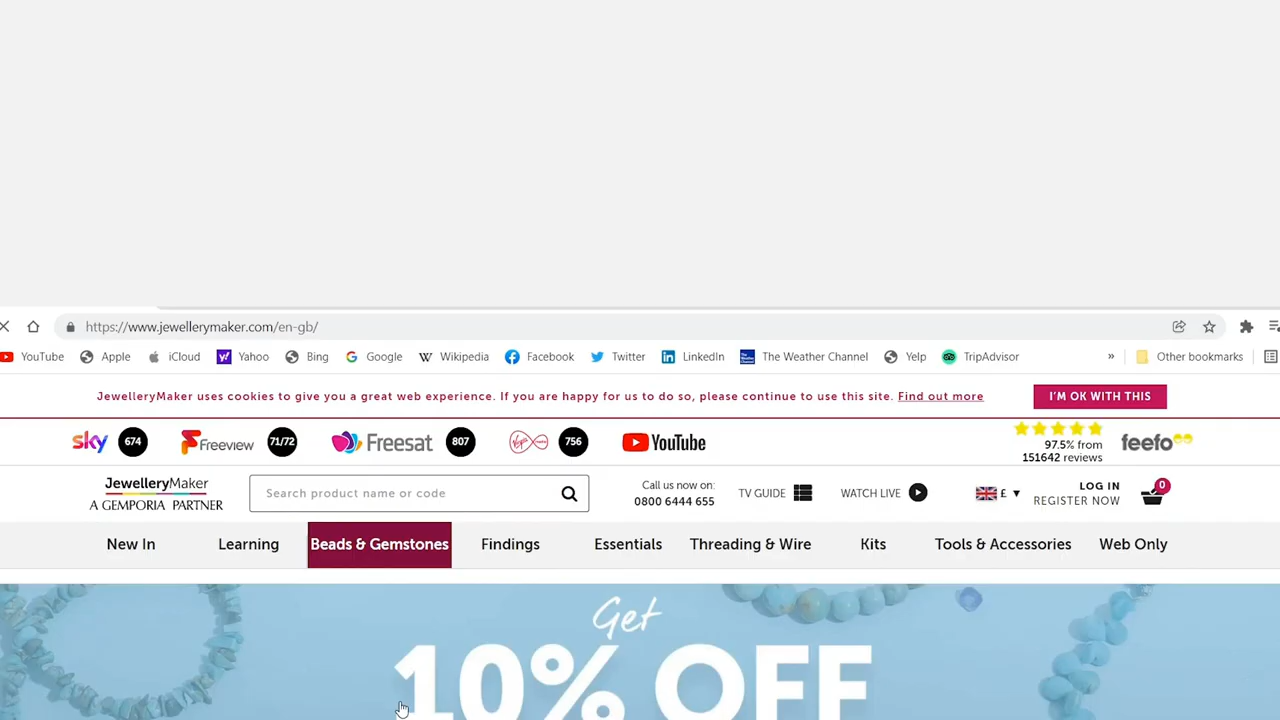 https://www.jewellerymaker.com/en-gb/
YouTube Apple iCloud Yahoo Bing Google Wikipedia Facebook Twitter LinkedIn The Weather Channel Yelp TripAdvisor » Other bookmarks
JewelleryMaker uses cookies to give you a great web experience. If you are happy for us to do so, please continue to use this site. Find out more I'M OK WITH THIS
sky 674 Freeview 71/72 Freesat 807 Virgin media 756 YouTube
97.5% from
151642 reviews
feefo
JewelleryMaker
A GEMPORIA PARTNER
Search product name or code
Call us now on:
0800 6444 655
TV GUIDE WATCH LIVE £ ▼
LOG IN
REGISTER NOW
0
New In Learning Beads & Gemstones Findings Essentials Threading & Wire Kits Tools & Accessories Web Only
Get
10% OFF